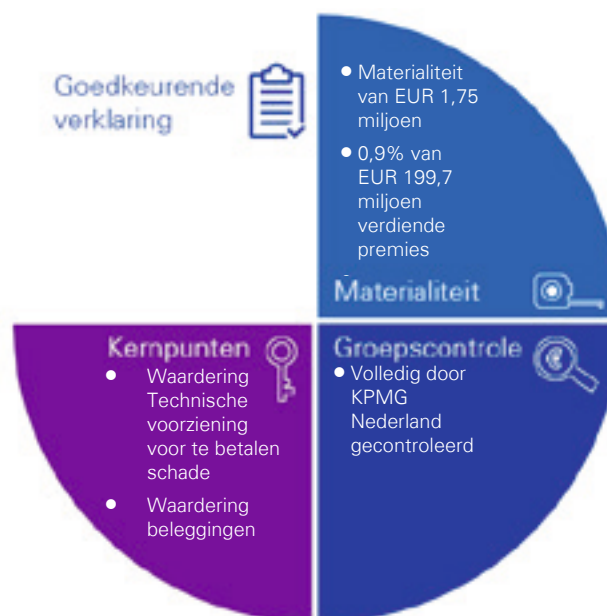 Goedkeurende
verklaring
• Materialiteit
van EUR 1,75
miljoen
• 0,9% van
EUR 199,7
miljoen
verdiende
premies
Materialiteit
Kernpunten
• Waardering
Technische
voorziening
voor te betalen
schade
• Waardering
beleggingen
Groepscontrole
• Volledig door
KPMG
Nederland
gecontroleerd